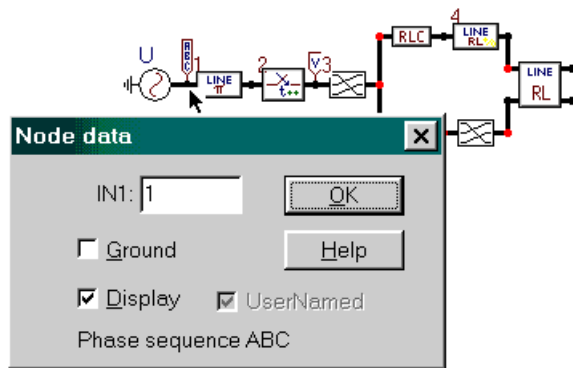 4
U
ABC
1
LINE
π
2
t++
V
3
RLC
LINE
RL
LINE
RL
Node data
IN1: 1
OK
Ground
Help
Display
UserNamed
Phase sequence ABC